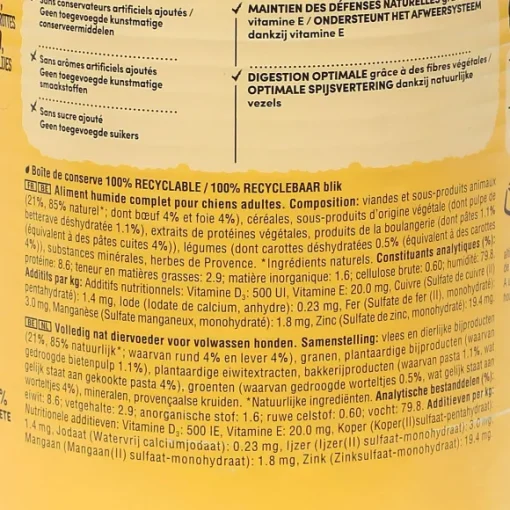 Sans conservateurs artificiels ajoutés /
Geen toegevoegde kunstmatige
conserveermiddelen
Sans arômes artificiels ajoutés
Geen toegevoegde kunstmatige
smaakstoffen
Sans sucre ajouté
Geen toegevoegde suikers
MAINTIEN DES DÉFENSES NATURELLES
vitamine E / ONDERSTEUNT HET AFWEERSYSTEEM
dankzij vitamine E
DIGESTION OPTIMALE grâce à des fibres végétales /
OPTIMALE SPIJSVERTERING dankzij natuurlijke
vezels
Boîte de conserve 100% RECYCLABLE / 100% RECYCLEBAAR blik
FR BE Aliment humide complet pour chiens adultes. Composition: viandes et sous-produits animaux
(21%, 85% naturel*; dont bœuf 4% et foie 4%), céréales, sous-produits d'origine végétale (dont pulpe de
betterave déshydratée 1.1%), extraits de protéines végétales, produits de la boulangerie (dont pâtes 1.1%
(équivalent à des pâtes cuites 4%)), légumes (dont carottes déshydratées 0.5% (équivalent à des carottes
4%)), substances minérales, herbes de Provence. *Ingrédients naturels. Constituants analytiques (%):
protéine: 8.6; teneur en matières grasses: 2.9; matière inorganique: 1.6; cellulose brute: 0.60; humidité: 79.8.
Additifs par kg: Additifs nutritionnels: Vitamine D₃: 500 UI, Vitamine E: 20.0 mg. Cuivre (Sulfate de cuivre (II)
pentahydraté): 1.4 mg, Iode (Iodate de calcium, anhydre): 0.23 mg, Fer (Sulfate de fer (II), monohydraté):
3.0 mg, Manganèse (Sulfate manganeux, monohydraté): 1.8 mg, Zinc (Sulfate de zinc, monohydraté): 19.4 mg.
BE NL Volledig nat diervoeder voor volwassen honden. Samenstelling: vlees en dierlijke bijproducten
(21%, 85% natuurlijk*; waarvan rund 4% en lever 4%), granen, plantaardige bijproducten (waarvan
gedroogde bietenpulp 1.1%), plantaardige eiwitextracten, bakkerijproducten (waarvan pasta 1.1%, wat
gelijk staat aan gekookte pasta 4%), groenten (waarvan gedroogde worteltjes 0.5%, wat gelijk staat aan
worteltjes 4%), mineralen, provençaalse kruiden. *Natuurlijke ingrediënten. Analytische bestanddelen (%):
eiwit: 8.6; vetgehalte: 2.9; anorganische stof: 1.6; ruwe celstof: 0.60; vocht: 79.8. Additieven per kg:
Nutritionele additieven: Vitamine D₃: 500 IE, Vitamine E: 20.0 mg, Koper (Koper(II)sulfaat-pentahydraat):
1.4 mg, Jodaat (Watervrij calciumjodaat): 0.23 mg, Ijzer (Ijzer(II) sulfaat-monohydraat): 3.0 mg,
Mangaan (Mangaan(II) sulfaat-monohydraat): 1.8 mg, Zink (Zinksulfaat-monohydraat): 19.4 mg.